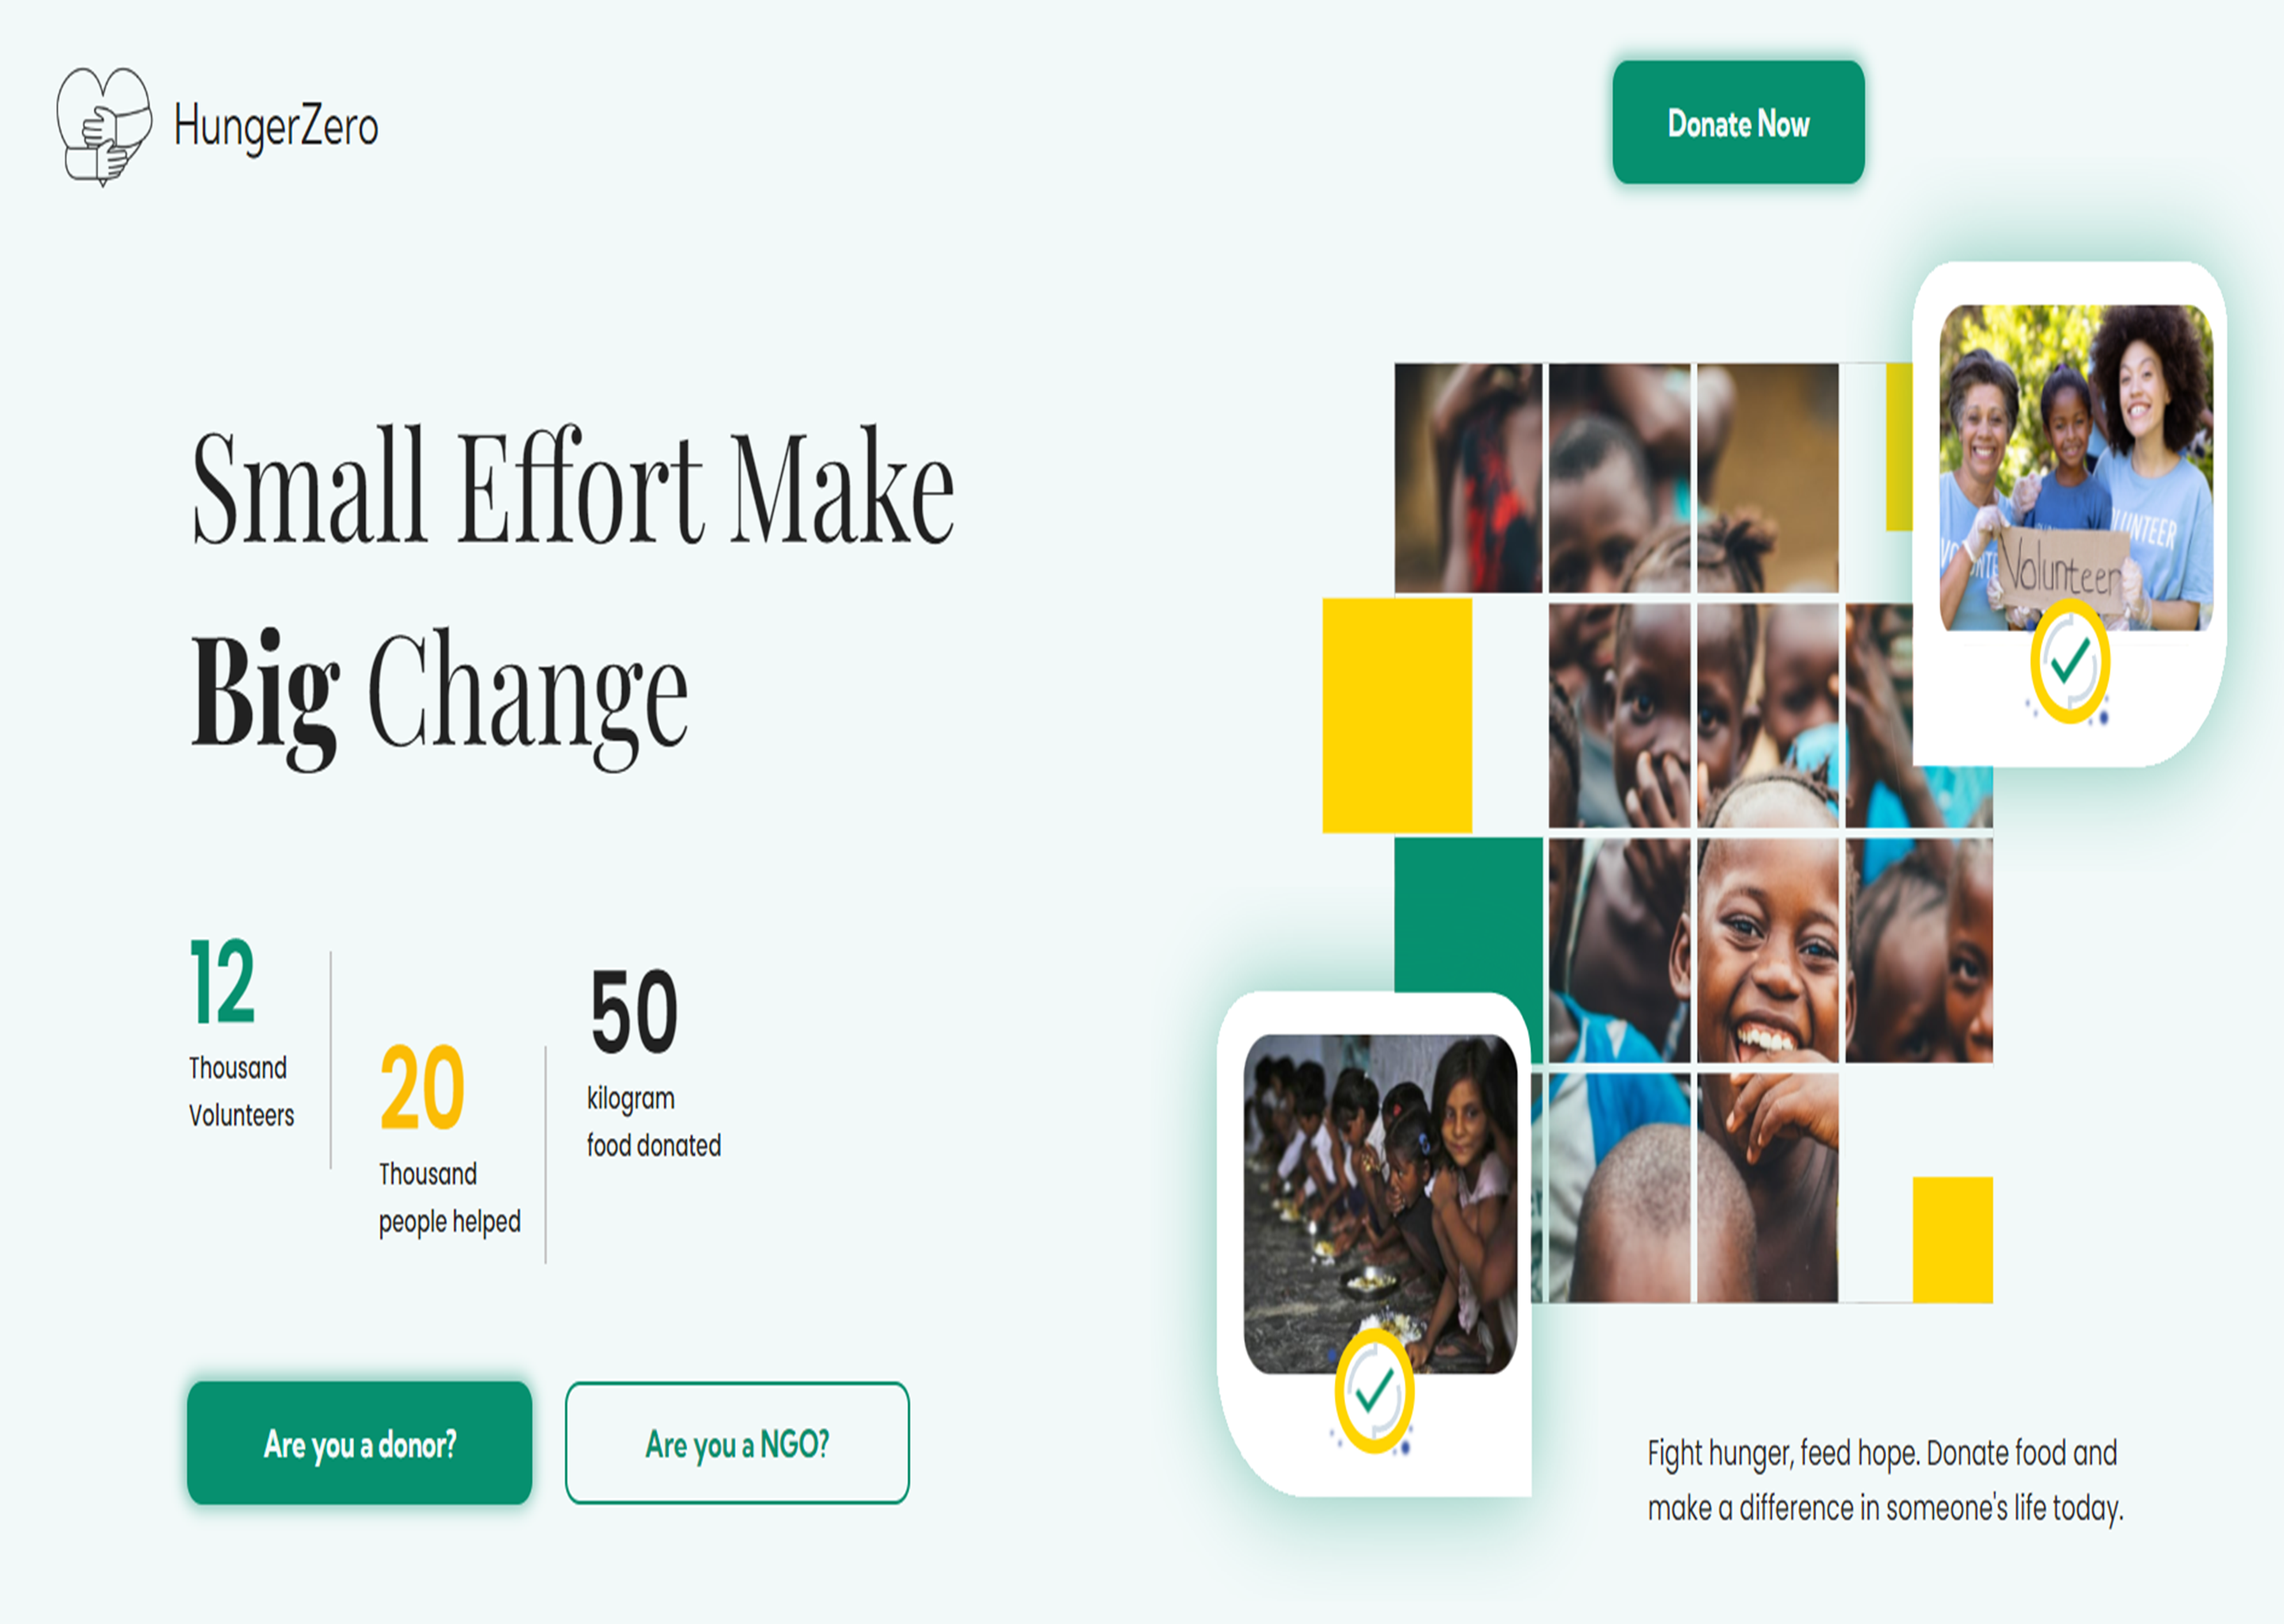 HungerZero
Donate Now
Small Effort Make
Big Change
12
Thousand
Volunteers
20
Thousand
people helped
50
kilogram
food donated
Are you a donor?
Are you a NGO?
VOLUNTEER
Volunteer
Fight hunger, feed hope. Donate food and
make a difference in someone's life today.